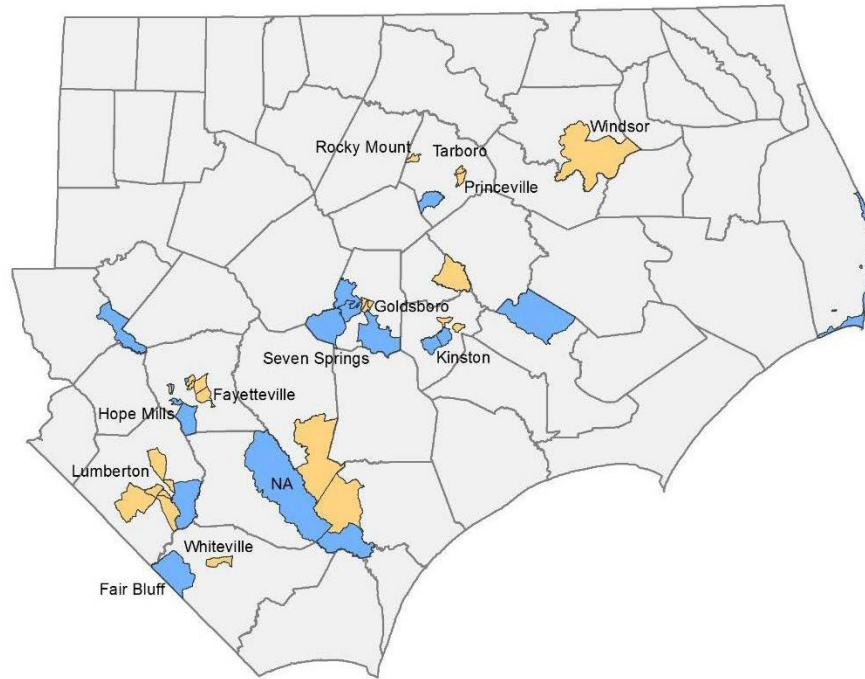 Windsor
Rocky Mount
Tarboro
Princeville
Goldsboro
Seven Springs
Kinston
Fayetteville
Hope Mills
Lumberton
NA
Whiteville
Fair Bluff